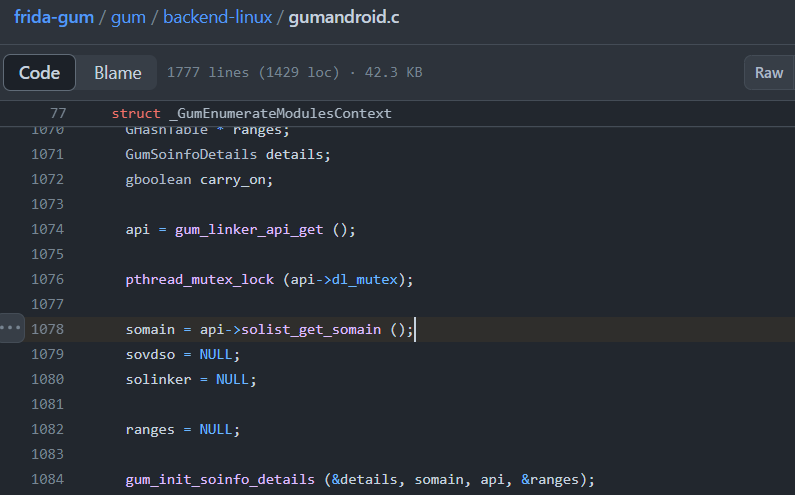 frida-gum / gum / backend-linux / gumandroid.c
Code Blame 1777 lines (1429 loc) · 42.3 KB Raw
77 struct _GumEnumerateModulesContext
1070 GHashTable * ranges;
1071 GumSoinfoDetails details;
1072 gboolean carry_on;
1073
1074 api = gum_linker_api_get ();
1075
1076 pthread_mutex_lock (api->dl_mutex);
1077
1078 somain = api->solist_get_somain ();
1079 sovdso = NULL;
1080 solinker = NULL;
1081
1082 ranges = NULL;
1083
1084 gum_init_soinfo_details (&details, somain, api, &ranges);